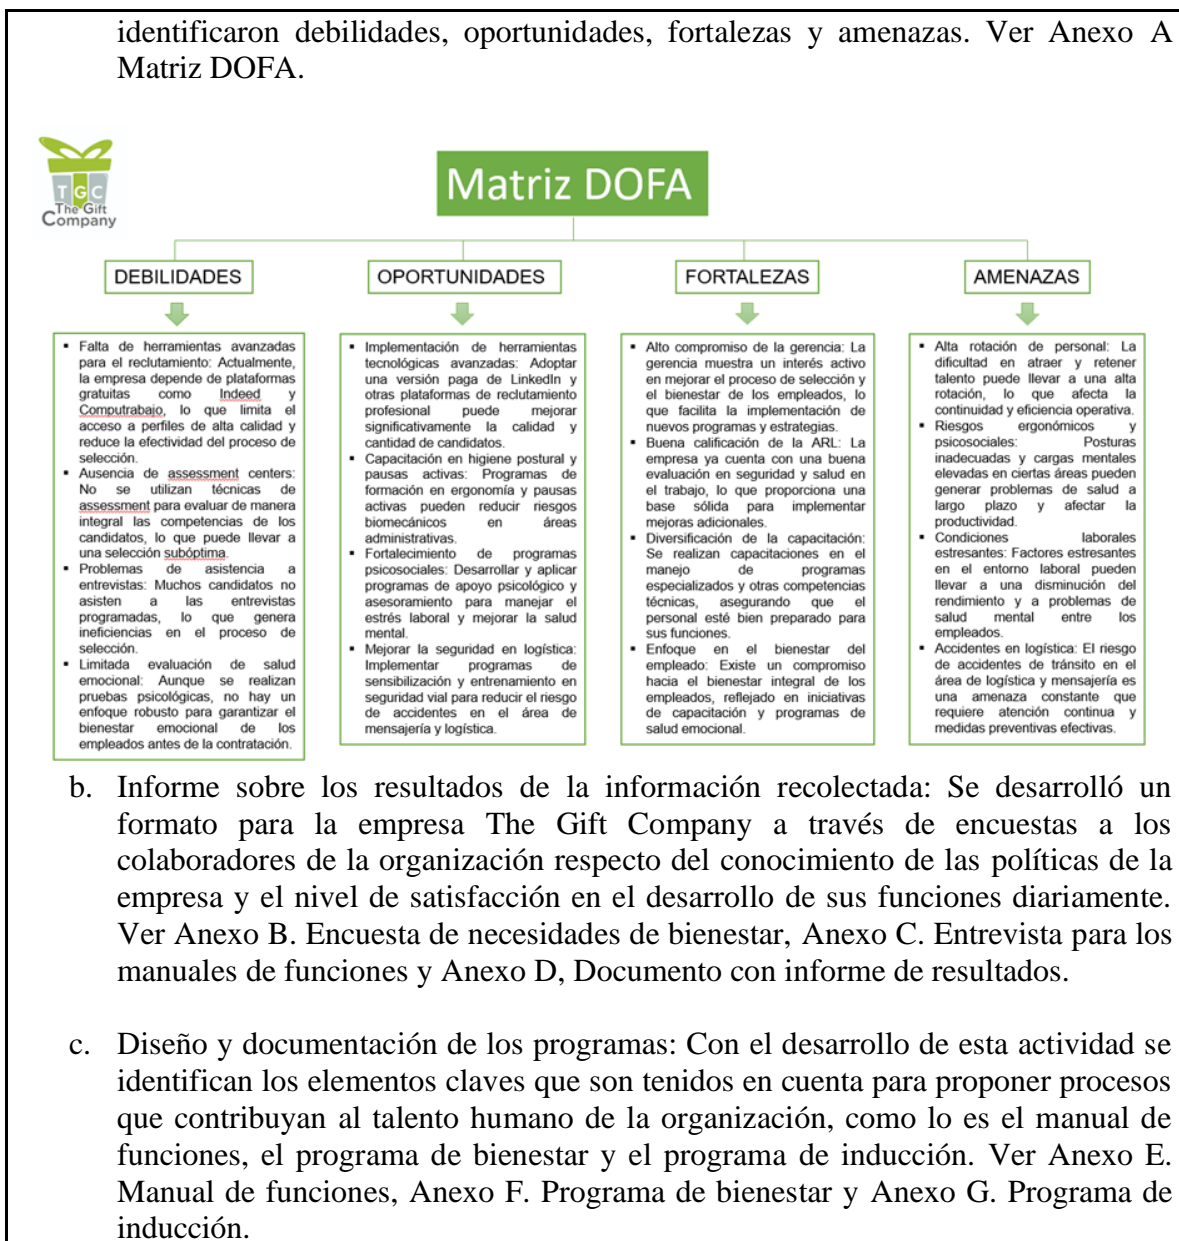 identificaron debilidades, oportunidades, fortalezas y amenazas. Ver Anexo A
Matriz DOFA.
TGC
The Gift
Company
Matriz DOFA
DEBILIDADES
▪ Falta de herramientas avanzadas
para el reclutamiento: Actualmente,
la empresa depende de plataformas
gratuitas como Indeed y
Computrabajo, lo que limita el
acceso a perfiles de alta calidad y
reduce la efectividad del proceso de
selección.
▪ Ausencia de assessment centers:
No se utilizan técnicas de
assessment para evaluar de manera
integral las competencias de los
candidatos, lo que puede llevar a
una selección subóptima.
▪ Problemas de asistencia a
entrevistas: Muchos candidatos no
asisten a las entrevistas
programadas, lo que genera
ineficiencias en el proceso de
selección.
▪ Limitada evaluación de salud
emocional: Aunque se realizan
pruebas psicológicas, no hay un
enfoque robusto para garantizar el
bienestar emocional de los
empleados antes de la contratación.
OPORTUNIDADES
▪ Implementación de herramientas
tecnológicas avanzadas: Adoptar
una versión paga de LinkedIn y
otras plataformas de reclutamiento
profesional puede mejorar
significativamente la calidad y
cantidad de candidatos.
▪ Capacitación en higiene postural y
pausas activas: Programas de
formación en ergonomía y pausas
activas pueden reducir riesgos
biomecánicos en áreas
administrativas.
▪ Fortalecimiento de programas
psicosociales: Desarrollar y aplicar
programas de apoyo psicológico y
asesoramiento para manejar el
estrés laboral y mejorar la salud
mental.
▪ Mejorar la seguridad en logística:
Implementar programas de
sensibilización y entrenamiento en
seguridad vial para reducir el riesgo
de accidentes en el área de
mensajería y logística.
FORTALEZAS
▪ Alto compromiso de la gerencia: La
gerencia muestra un interés activo
en mejorar el proceso de selección y
el bienestar de los empleados, lo
que facilita la implementación de
nuevos programas y estrategias.
▪ Buena calificación de la ARL: La
empresa ya cuenta con una buena
evaluación en seguridad y salud en
el trabajo, lo que proporciona una
base sólida para implementar
mejoras adicionales.
▪ Diversificación de la capacitación:
Se realizan capacitaciones en el
manejo de programas
especializados y otras competencias
técnicas, asegurando que el
personal esté bien preparado para
sus funciones.
▪ Enfoque en el bienestar del
empleado: Existe un compromiso
hacia el bienestar integral de los
empleados, reflejado en iniciativas
de capacitación y programas de
salud emocional.
AMENAZAS
▪ Alta rotación de personal: La
dificultad en atraer y retener
talento puede llevar a una alta
rotación, lo que afecta la
continuidad y eficiencia operativa.
▪ Riesgos ergonómicos y
psicosociales: Posturas
inadecuadas y cargas mentales
elevadas en ciertas áreas pueden
generar problemas de salud a
largo plazo y afectar la
productividad.
▪ Condiciones laborales
estresantes: Factores estresantes
en el entorno laboral pueden
llevar a una disminución del
rendimiento y a problemas de
salud mental entre los
empleados.
▪ Accidentes en logística: El riesgo
de accidentes de tránsito en el
área de logística y mensajería es
una amenaza constante que
requiere atención continua y
medidas preventivas efectivas.
b. Informe sobre los resultados de la información recolectada: Se desarrolló un
formato para la empresa The Gift Company a través de encuestas a los
colaboradores de la organización respecto del conocimiento de las políticas de la
empresa y el nivel de satisfacción en el desarrollo de sus funciones diariamente.
Ver Anexo B. Encuesta de necesidades de bienestar, Anexo C. Entrevista para los
manuales de funciones y Anexo D, Documento con informe de resultados.
c. Diseño y documentación de los programas: Con el desarrollo de esta actividad se
identifican los elementos claves que son tenidos en cuenta para proponer procesos
que contribuyan al talento humano de la organización, como lo es el manual de
funciones, el programa de bienestar y el programa de inducción. Ver Anexo E.
Manual de funciones, Anexo F. Programa de bienestar y Anexo G. Programa de
inducción.